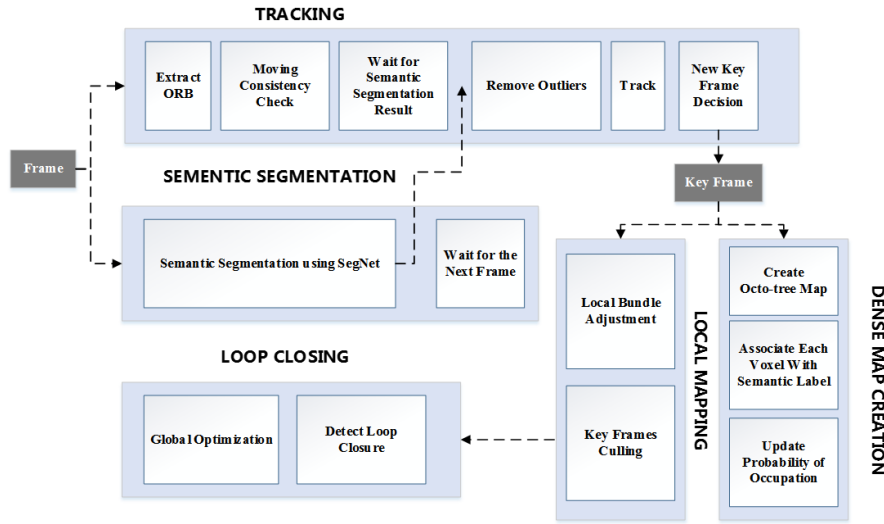 TRACKING
Extract
ORB
Moving
Consistency
Check
Wait for
Semantic
Segmentation
Result
Remove Outliers
Track
New Key
Frame
Decision
Frame
Key Frame
SEMENTIC SEGMENTATION
Semantic Segmentation using SegNet
Wait for the
Next Frame
LOCAL MAPPING
Local Bundle
Adjustment
Key Frames
Culling
DENSE MAP CREATION
Create
Octo-tree Map
Associate Each
Voxel With
Semantic Label
Update
Probability of
Occupation
LOOP CLOSING
Global Optimization
Detect Loop
Closure